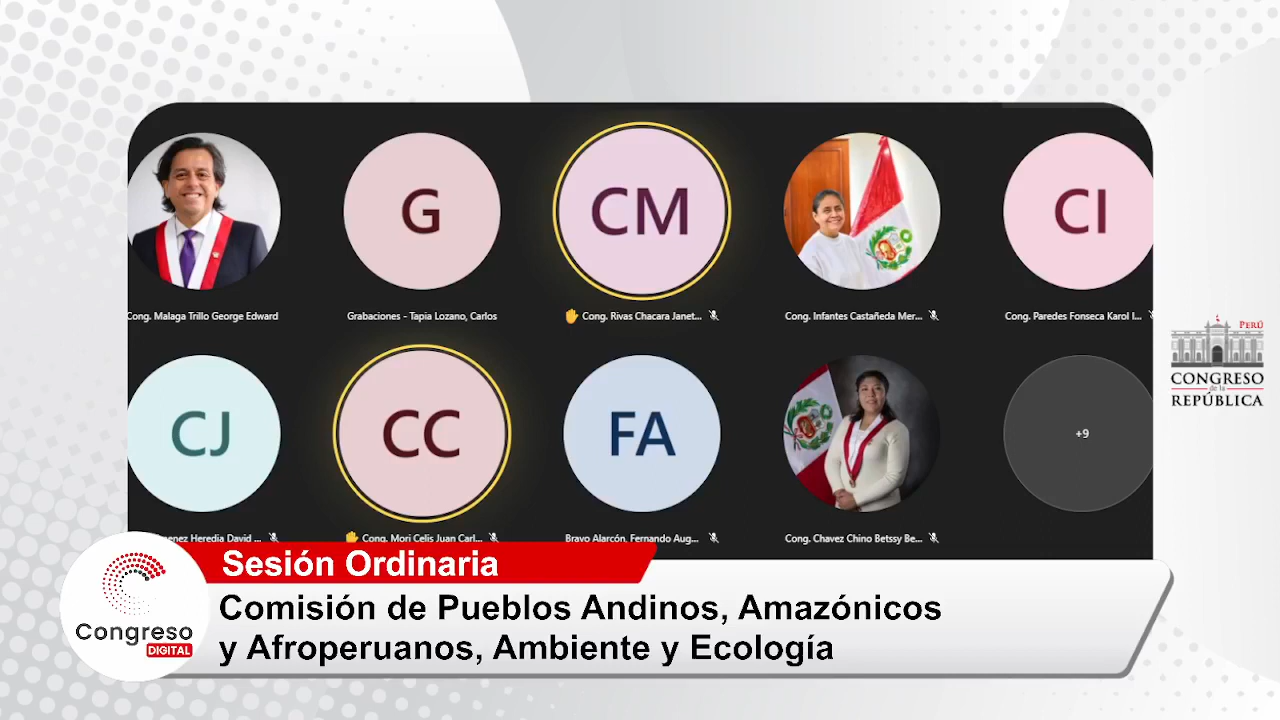 G
CM
CI
Cong. Malaga Trillo George Edward
Grabaciones - Tapia Lozano, Carlos
Cong. Rivas Chacara Janet...
Cong. Infantes Castañeda Mer...
Cong. Paredes Fonseca Karol I...
PERÚ
CONGRESO
de la
REPÚBLICA
CJ
CC
FA
+9
Heredia David ...
Cong. Mori Celis Juan Carl...
Bravo Alarcón, Fernando Aug...
Cong. Chavez Chino Betssy Be...
Sesión Ordinaria
Comisión de Pueblos Andinos, Amazónicos
y Afroperuanos, Ambiente y Ecología
Congreso
DIGITAL